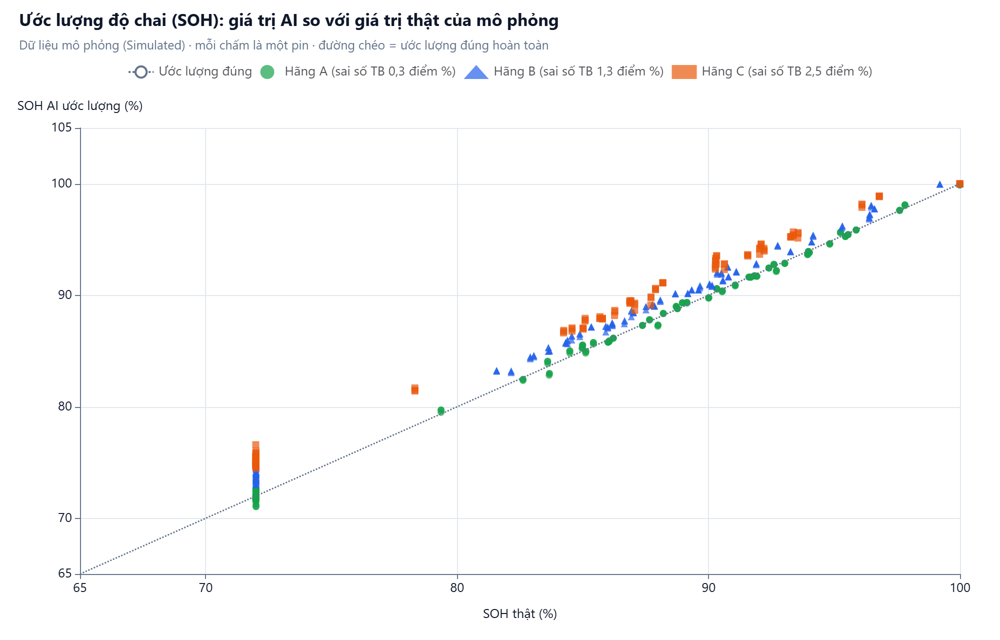 Ước lượng độ chai (SOH): giá trị AI so với giá trị thật của mô phỏng
Dữ liệu mô phỏng (Simulated) · mỗi chấm là một pin · đường chéo = ước lượng đúng hoàn toàn
Ước lượng đúng
Hãng A (sai số TB 0,3 điểm %)
Hãng B (sai số TB 1,3 điểm %)
Hãng C (sai số TB 2,5 điểm %)
SOH AI ước lượng (%)
105
100
90
80
70
65
65
70
80
90
100
SOH thật (%)